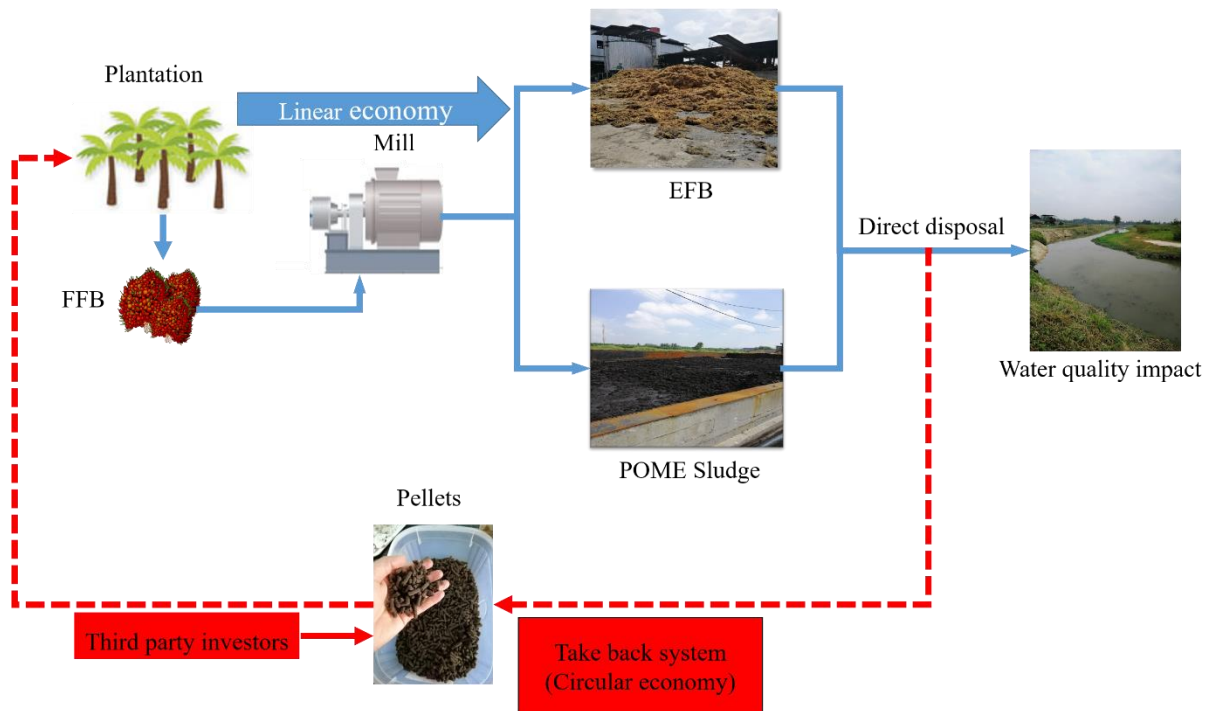 Plantation
Linear economy
Mill
EFB
FFB
Direct disposal
Water quality impact
POME Sludge
Pellets
Third party investors
Take back system
(Circular economy)